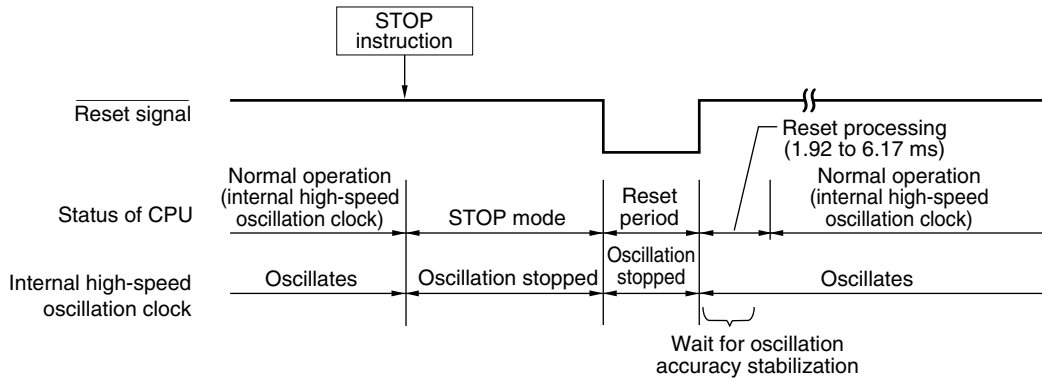 STOP
instruction
Reset signal
Reset processing
(1.92 to 6.17 ms)
Status of CPU
Normal operation
(internal high-speed
oscillation clock)
STOP mode
Reset
period
Normal operation
(internal high-speed
oscillation clock)
Internal high-speed
oscillation clock
Oscillates
Oscillation stopped
Oscillation
stopped
Oscillates
Wait for oscillation
accuracy stabilization